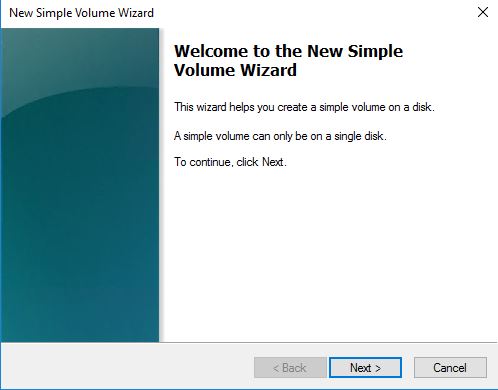 New Simple Volume Wizard
Welcome to the New Simple
Volume Wizard
This wizard helps you create a simple volume on a disk.
A simple volume can only be on a single disk.
To continue, click Next.
< Back
Next >
Cancel